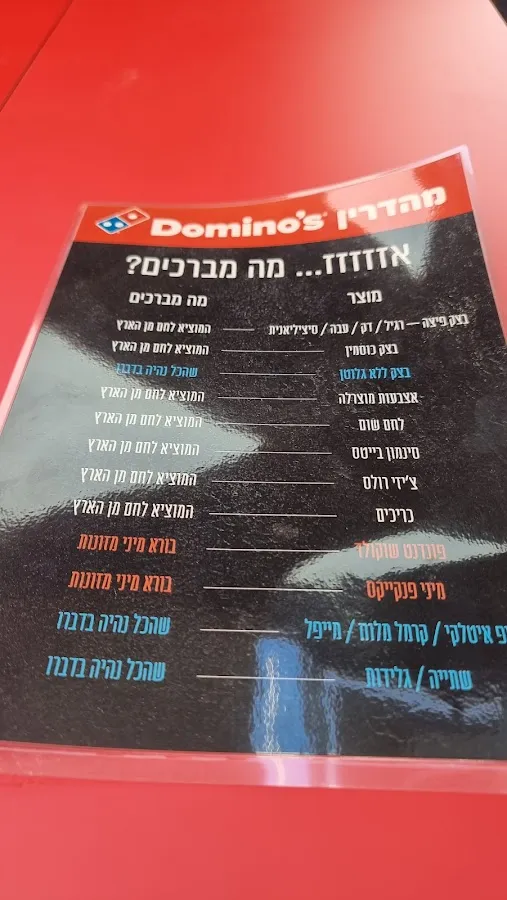 מהדרין Domino's
אזזזזזז... מה מברכים?
מוצר מה מברכים
בצק פיצה – רגיל / דק / עבה / סיציליאנית המוציא לחם מן הארץ
בצק כוסמין המוציא לחם מן הארץ
בצק ללא גלוטן שהכל נהיה בדברו
אצבעות מוצרלה המוציא לחם מן הארץ
לחם שום המוציא לחם מן הארץ
סינמון בייטס המוציא לחם מן הארץ
צ'יזי רולס המוציא לחם מן הארץ
כריכים המוציא לחם מן הארץ
פונדנט שוקולד בורא מיני מזונות
מיני פנקייקס בורא מיני מזונות
איטלקי / קרמל מלוח / מייפל שהכל נהיה בדברו
שתייה / גלידות שהכל נהיה בדברו